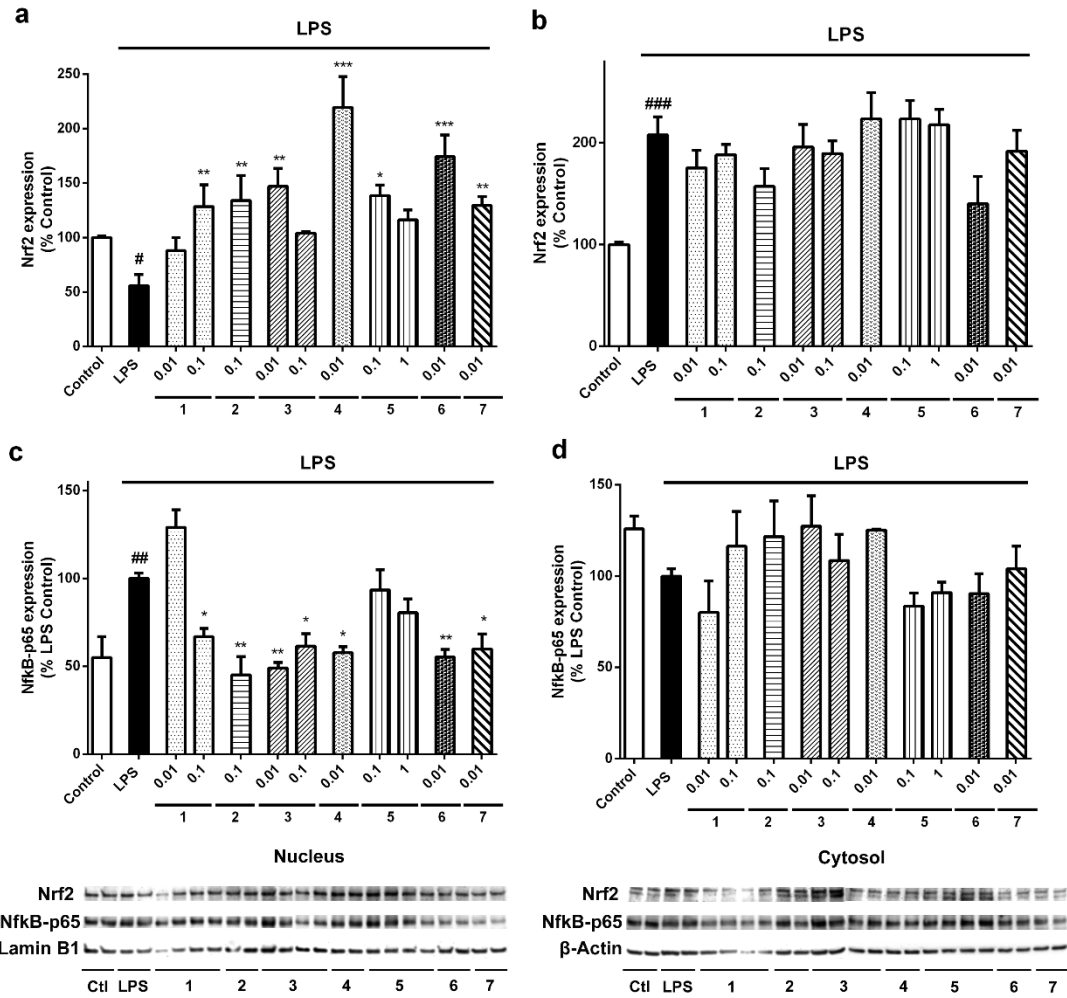 a
LPS
Nrf2 expression
(% Control)
250
200
150
100
50
0
#
**
**
**
***
*
***
**
Control LPS 0.01 0.1 0.1 0.01 0.1 0.01 0.1 1 0.01 0.01
1 2 3 4 5 6 7
b
LPS
Nrf2 expression
(% Control)
200
100
0
###
Control LPS 0.01 0.1 0.1 0.01 0.1 0.01 0.1 1 0.01 0.01
1 2 3 4 5 6 7
c
LPS
NfkB-p65 expression
(% LPS Control)
150
100
50
0
##
*
**
**
*
*
**
*
Control LPS 0.01 0.1 0.1 0.01 0.1 0.01 0.1 1 0.01 0.01
1 2 3 4 5 6 7
d
LPS
NfkB-p65 expression
(% LPS Control)
150
100
50
0
Control LPS 0.01 0.1 0.1 0.01 0.1 0.01 0.1 1 0.01 0.01
1 2 3 4 5 6 7
Nucleus
Nrf2
NfkB-p65
Lamin B1
Ctl LPS 1 2 3 4 5 6 7
Cytosol
Nrf2
NfkB-p65
β-Actin
Ctl LPS 1 2 3 4 5 6 7